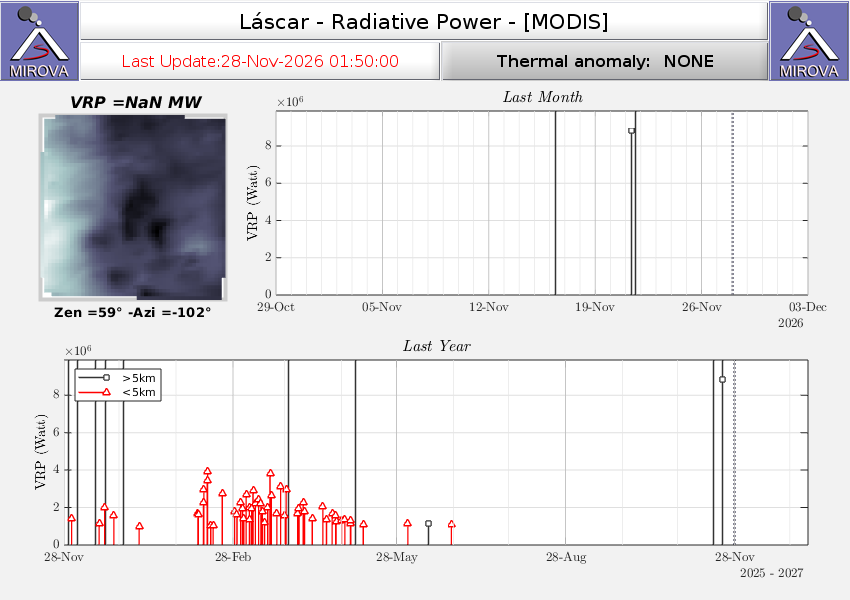 Láscar - Radiative Power - [MODIS]
MIROVA
MIROVA
Last Update:28-Nov-2026 01:50:00
Thermal anomaly: NONE
VRP =NaN MW
Zen =59° -Azi =-102°
Last Month
×10⁶
VRP (Watt)
8
6
4
2
0
29-Oct 05-Nov 12-Nov 19-Nov 26-Nov 03-Dec
2026
Last Year
×10⁶
VRP (Watt)
>5km
<5km
8
6
4
2
0
28-Nov 28-Feb 28-May 28-Aug 28-Nov
2025 - 2027